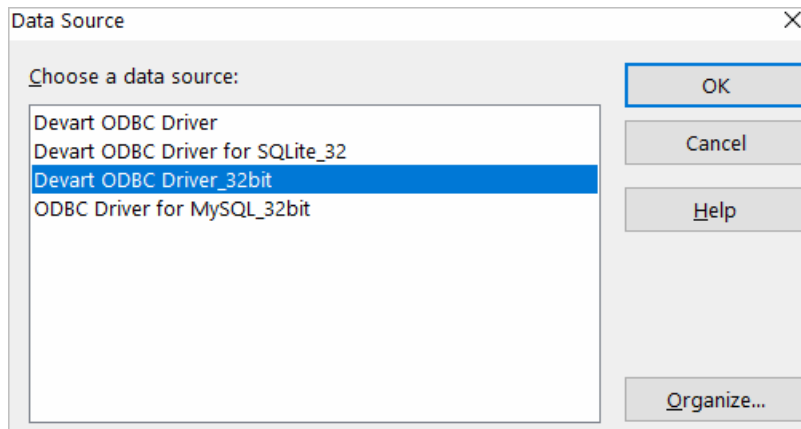 Data Source
Choose a data source:
Devart ODBC Driver
Devart ODBC Driver for SQLite_32
Devart ODBC Driver_32bit
ODBC Driver for MySQL_32bit
OK
Cancel
Help
Organize...